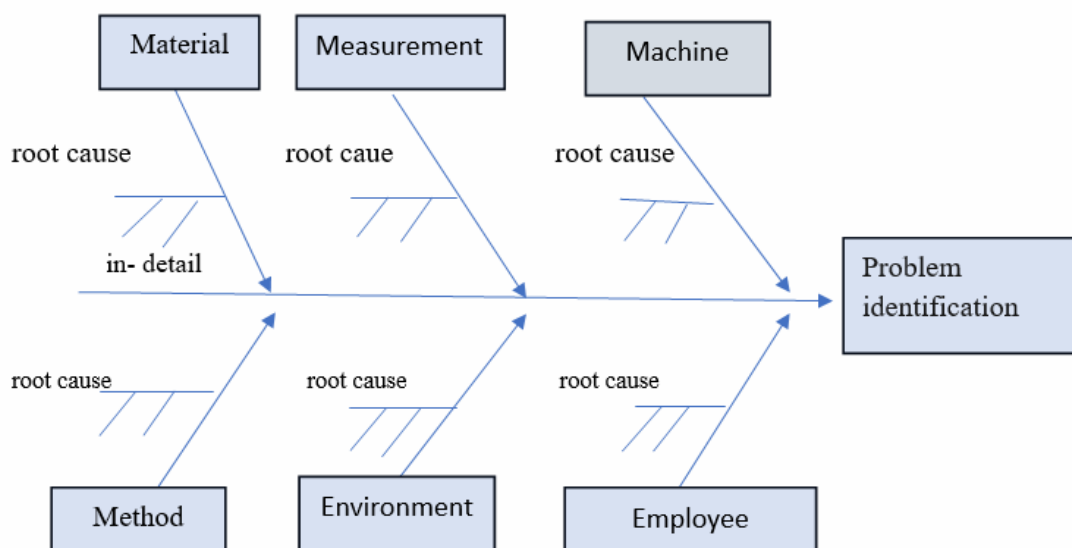 Material
Measurement
Machine
root cause
root caue
root cause
in- detail
Problem
identification
root cause
root cause
root cause
Method
Environment
Employee